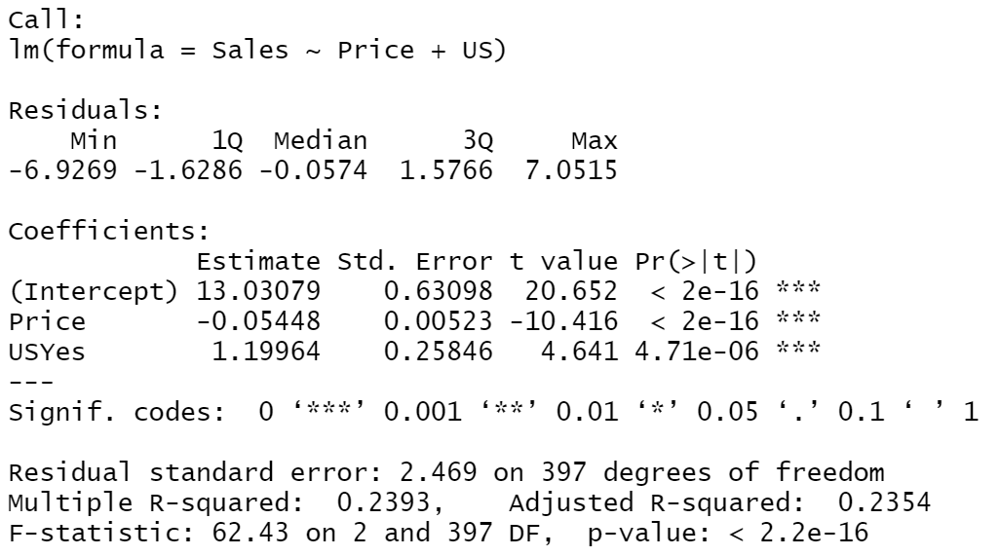 Call:
lm(formula = Sales ~ Price + US)
Residuals:
    Min      1Q  Median      3Q     Max
-6.9269 -1.6286 -0.0574  1.5766  7.0515
Coefficients:
            Estimate Std. Error t value Pr(>|t|)
(Intercept) 13.03079    0.63098  20.652  < 2e-16 ***
Price       -0.05448    0.00523 -10.416  < 2e-16 ***
USYes        1.19964    0.25846   4.641 4.71e-06 ***
---
Signif. codes:  0 ‘***’ 0.001 ‘**’ 0.01 ‘*’ 0.05 ‘.’ 0.1 ‘ ’ 1
Residual standard error: 2.469 on 397 degrees of freedom
Multiple R-squared:  0.2393,    Adjusted R-squared:  0.2354
F-statistic: 62.43 on 2 and 397 DF,  p-value: < 2.2e-16